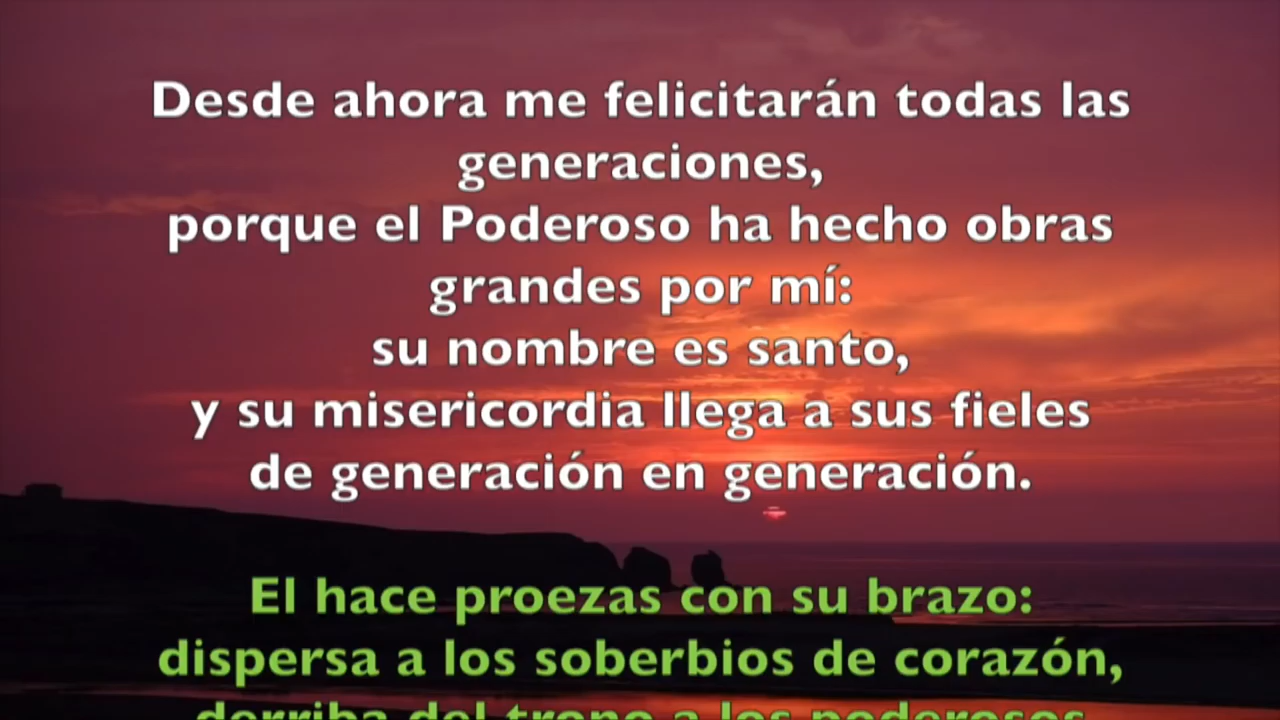 Desde ahora me felicitarán todas las
generaciones,
porque el Poderoso ha hecho obras
grandes por mí:
su nombre es santo,
y su misericordia llega a sus fieles
de generación en generación.
El hace proezas con su brazo:
dispersa a los soberbios de corazón,
derriba del trono a los poderosos